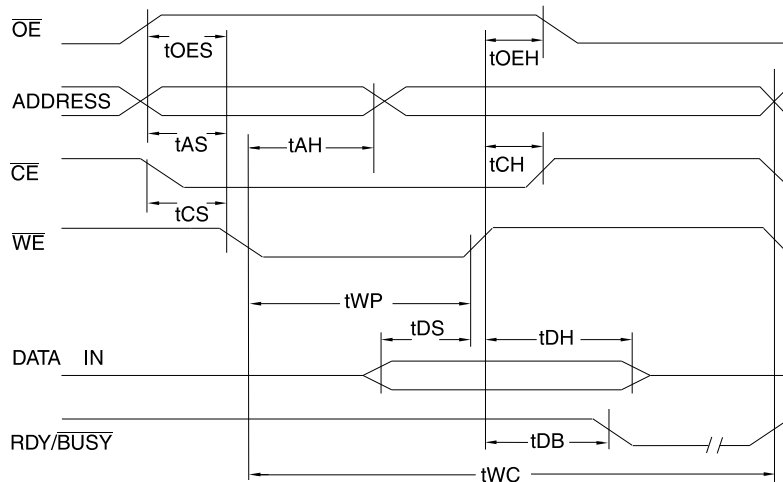 OE
tOES
tOEH
ADDRESS
tAS
tAH
tCH
CE
tCS
WE
tWP
tDS
tDH
DATA IN
RDY/BUSY
tDB
tWC